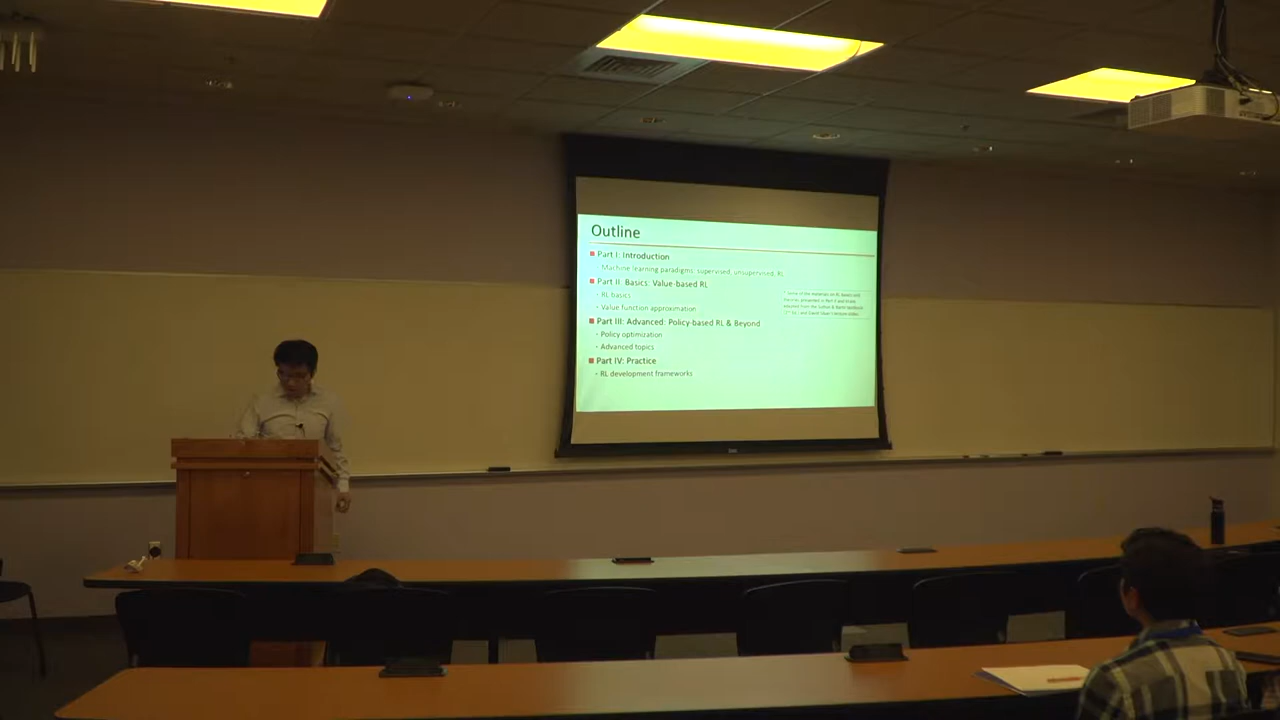 Outline
Part I: Introduction
Machine learning paradigms: supervised, unsupervised, RL
Part II: Basics: Value-based RL
- RL basics
- Value function approximation
Part III: Advanced: Policy-based RL & Beyond
- Policy optimization
- Advanced topics
Part IV: Practice
- RL development frameworks